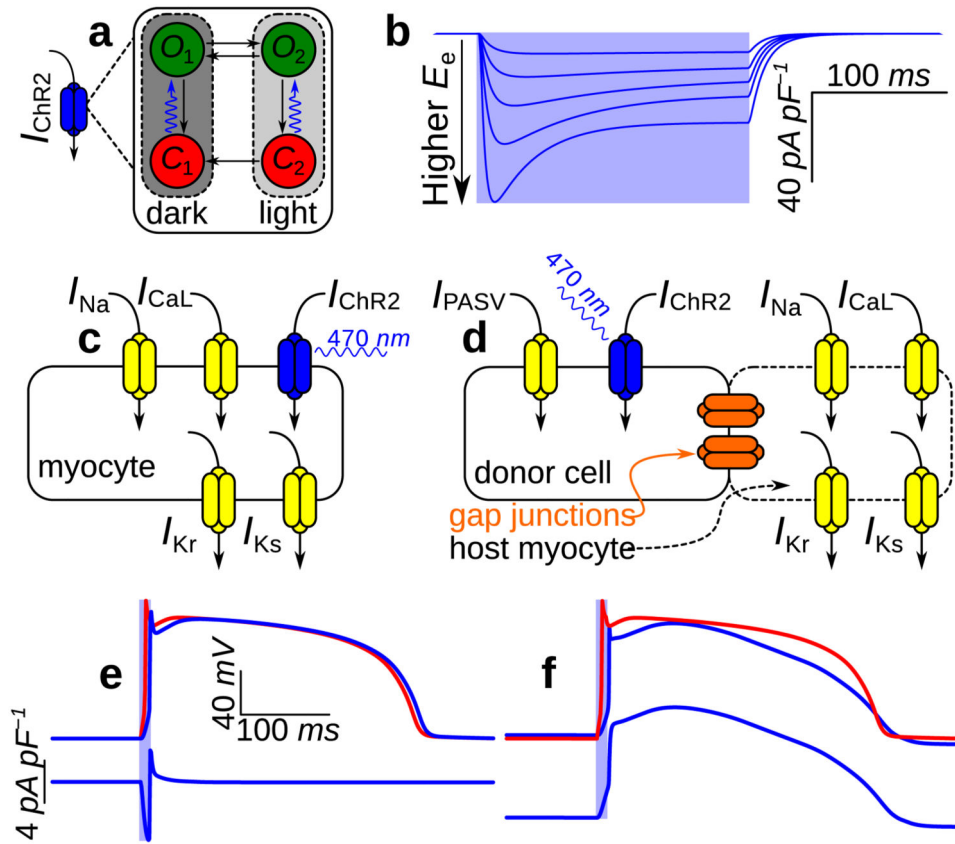 a
I_ChR2
O_1
O_2
C_1
C_2
dark
light
b
Higher E_e
100 ms
40 pA pF^−1
c
I_Na
I_CaL
I_ChR2
470 nm
myocyte
I_Kr
I_Ks
d
I_PASV
470 nm
I_ChR2
I_Na
I_CaL
donor cell
gap junctions
host myocyte
I_Kr
I_Ks
e
40 mV
100 ms
4 pA pF^−1
f